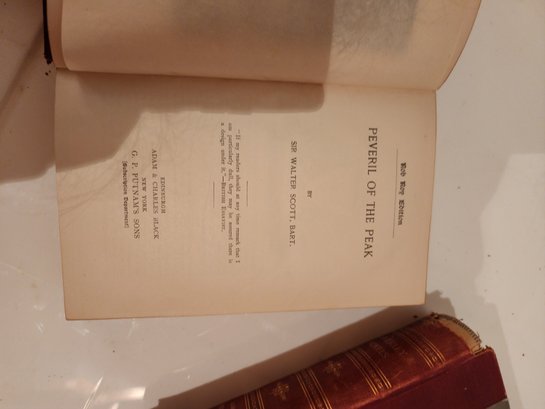 Rob Roy Edition
PEVERIL OF THE PEAK
BY
SIR WALTER SCOTT, BART.
"If my readers should at any time remark that I
am particularly dull, they may be assured there is
a design under it."—BRITISH ESSAYIST.
EDINBURGH
ADAM & CHARLES BLACK
NEW YORK
G. P. PUTNAM'S SONS
(Subscription Department)